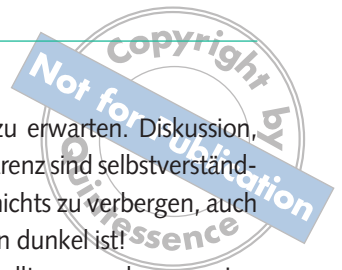 Copyright by
Not for Publication
Quintessence
zu erwarten. Diskussion,
renz sind selbstverständ-
nichts zu verbergen, auch
n dunkel ist!